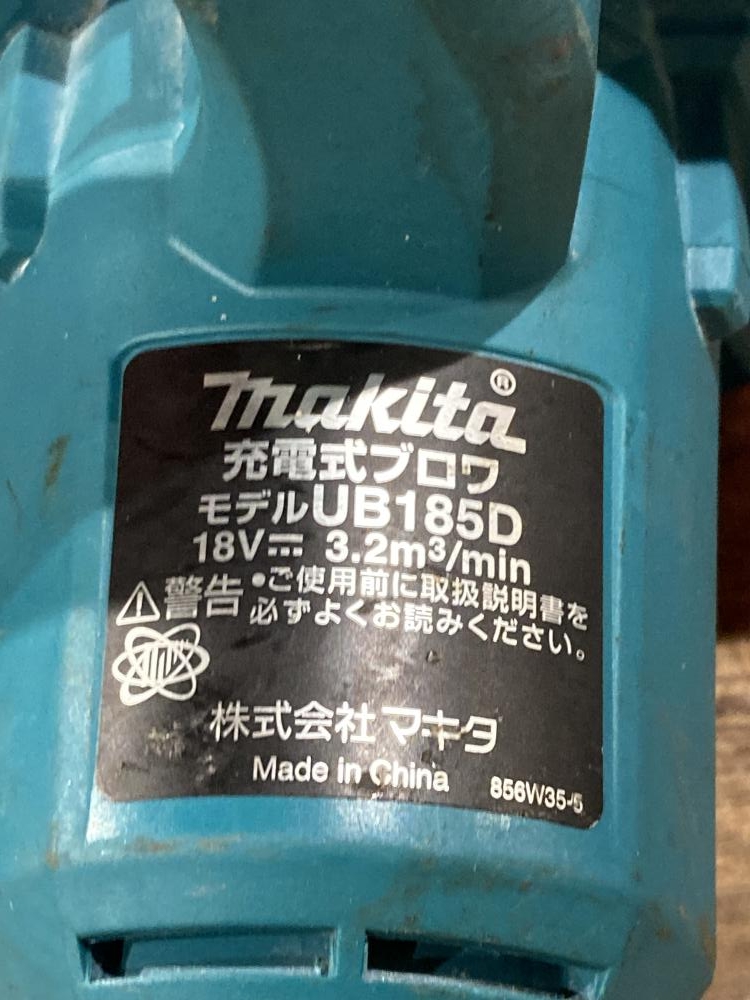 makita®
充電式ブロワ
モデルUB185D
18V⎓ 3.2m³/min
⚠警告 •ご使用前に取扱説明書を
必ずよくお読みください。
株式会社マキタ
Made in China 856W35-5